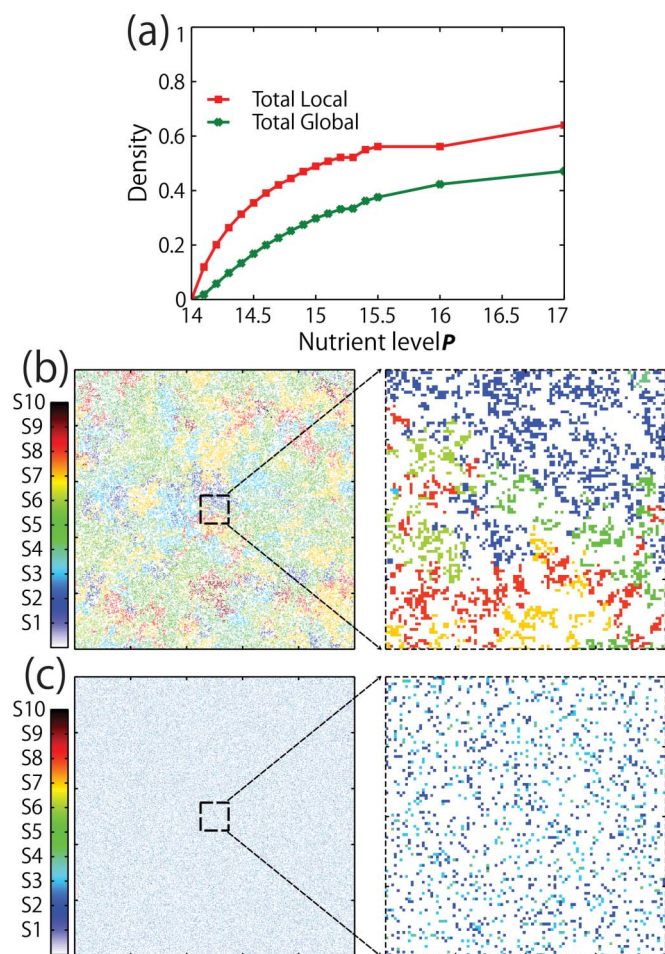 (a)
1
0.8
0.6
0.4
0.2
0
Density
Total Local
Total Global
14 14.5 15 15.5 16 16.5 17
Nutrient level P
(b)
S10
S9
S8
S7
S6
S5
S4
S3
S2
S1
(c)
S10
S9
S8
S7
S6
S5
S4
S3
S2
S1